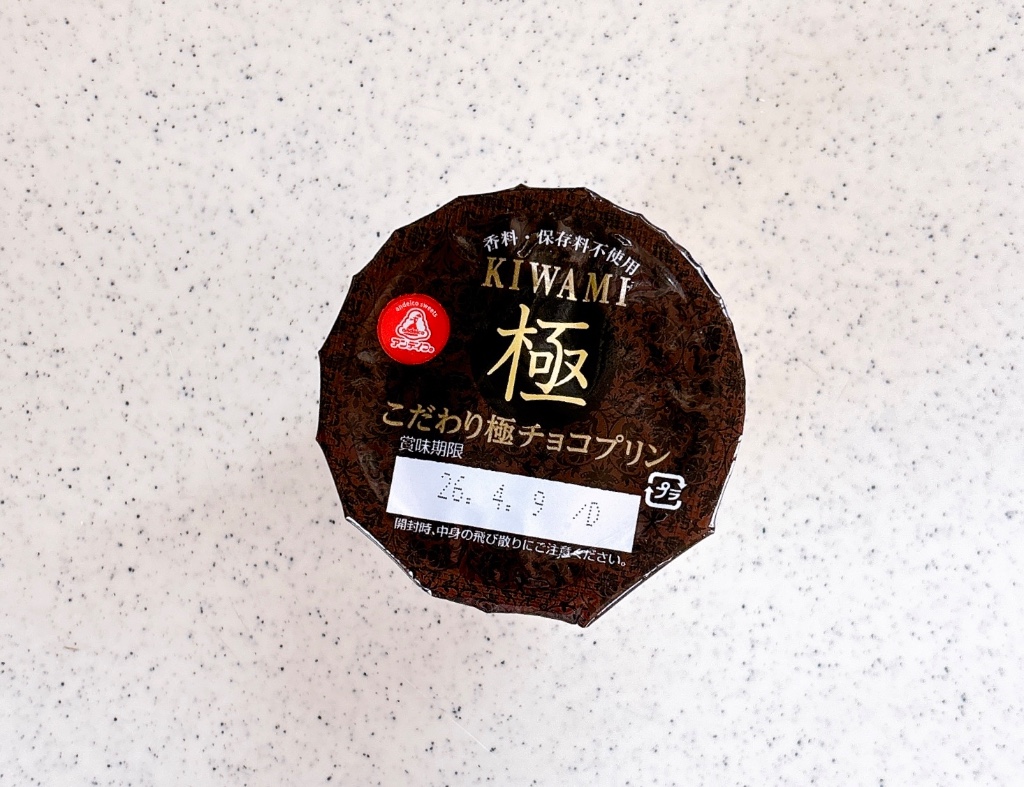 香料・保存料不使用
KIWAMI
極
andeico sweets
アンデイコ
こだわり極チョコプリン
賞味期限
26. 4. 9 /D
プラ
開封時、中身の飛び散りにご注意ください。